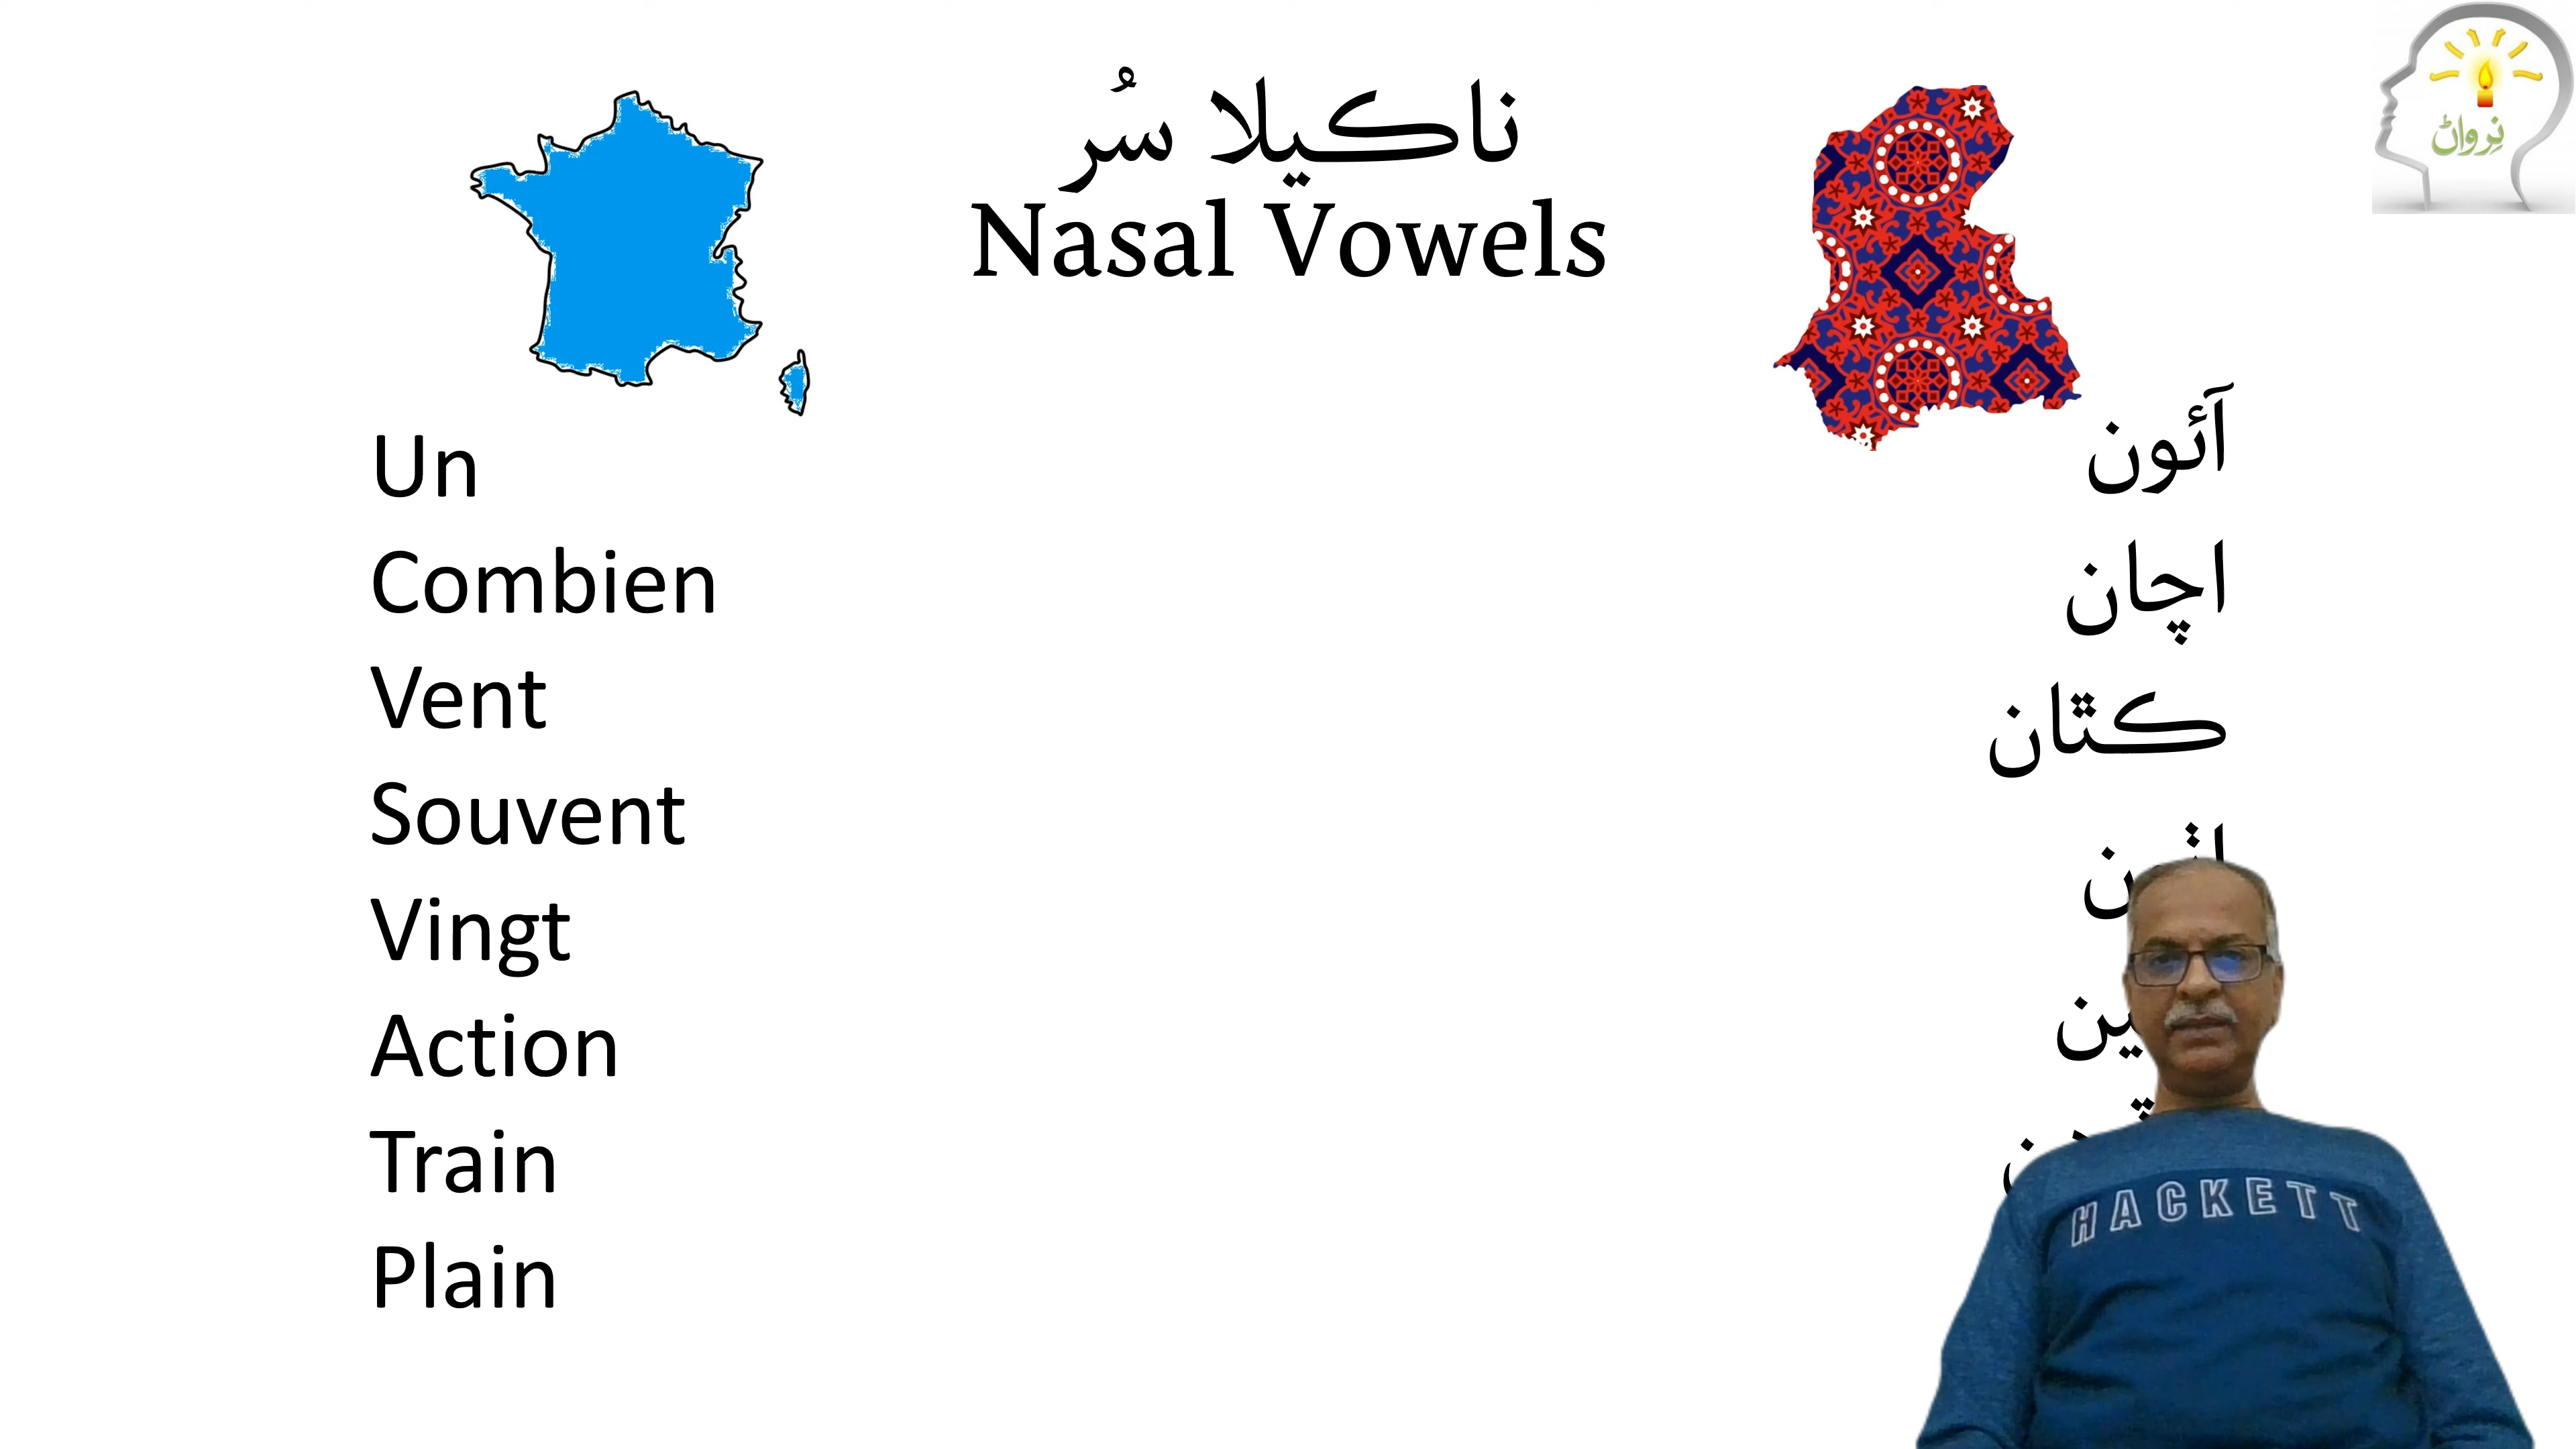 ناڪيلا سُر
Nasal Vowels
نِرواڻ
Un
Combien
Vent
Souvent
Vingt
Action
Train
Plain
آئون
اچان
ڪٿان
HACKETT